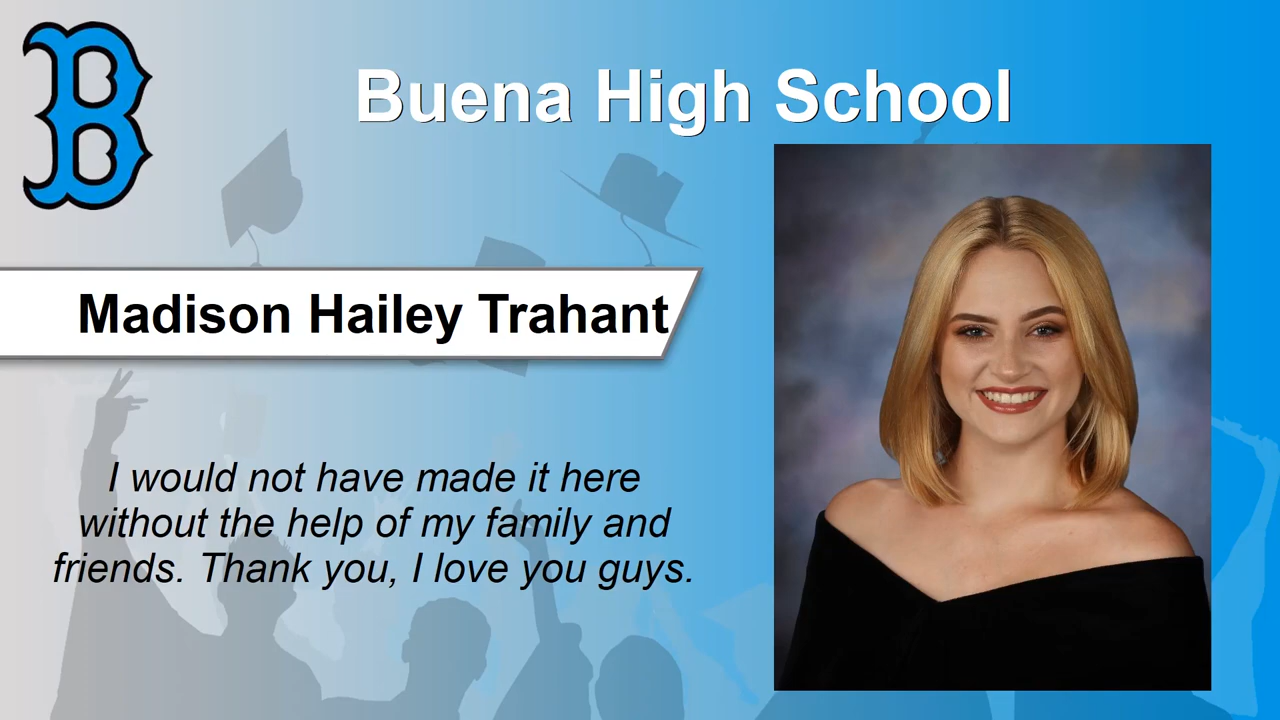 B
Buena High School
Madison Hailey Trahant
I would not have made it here
without the help of my family and
friends. Thank you, I love you guys.